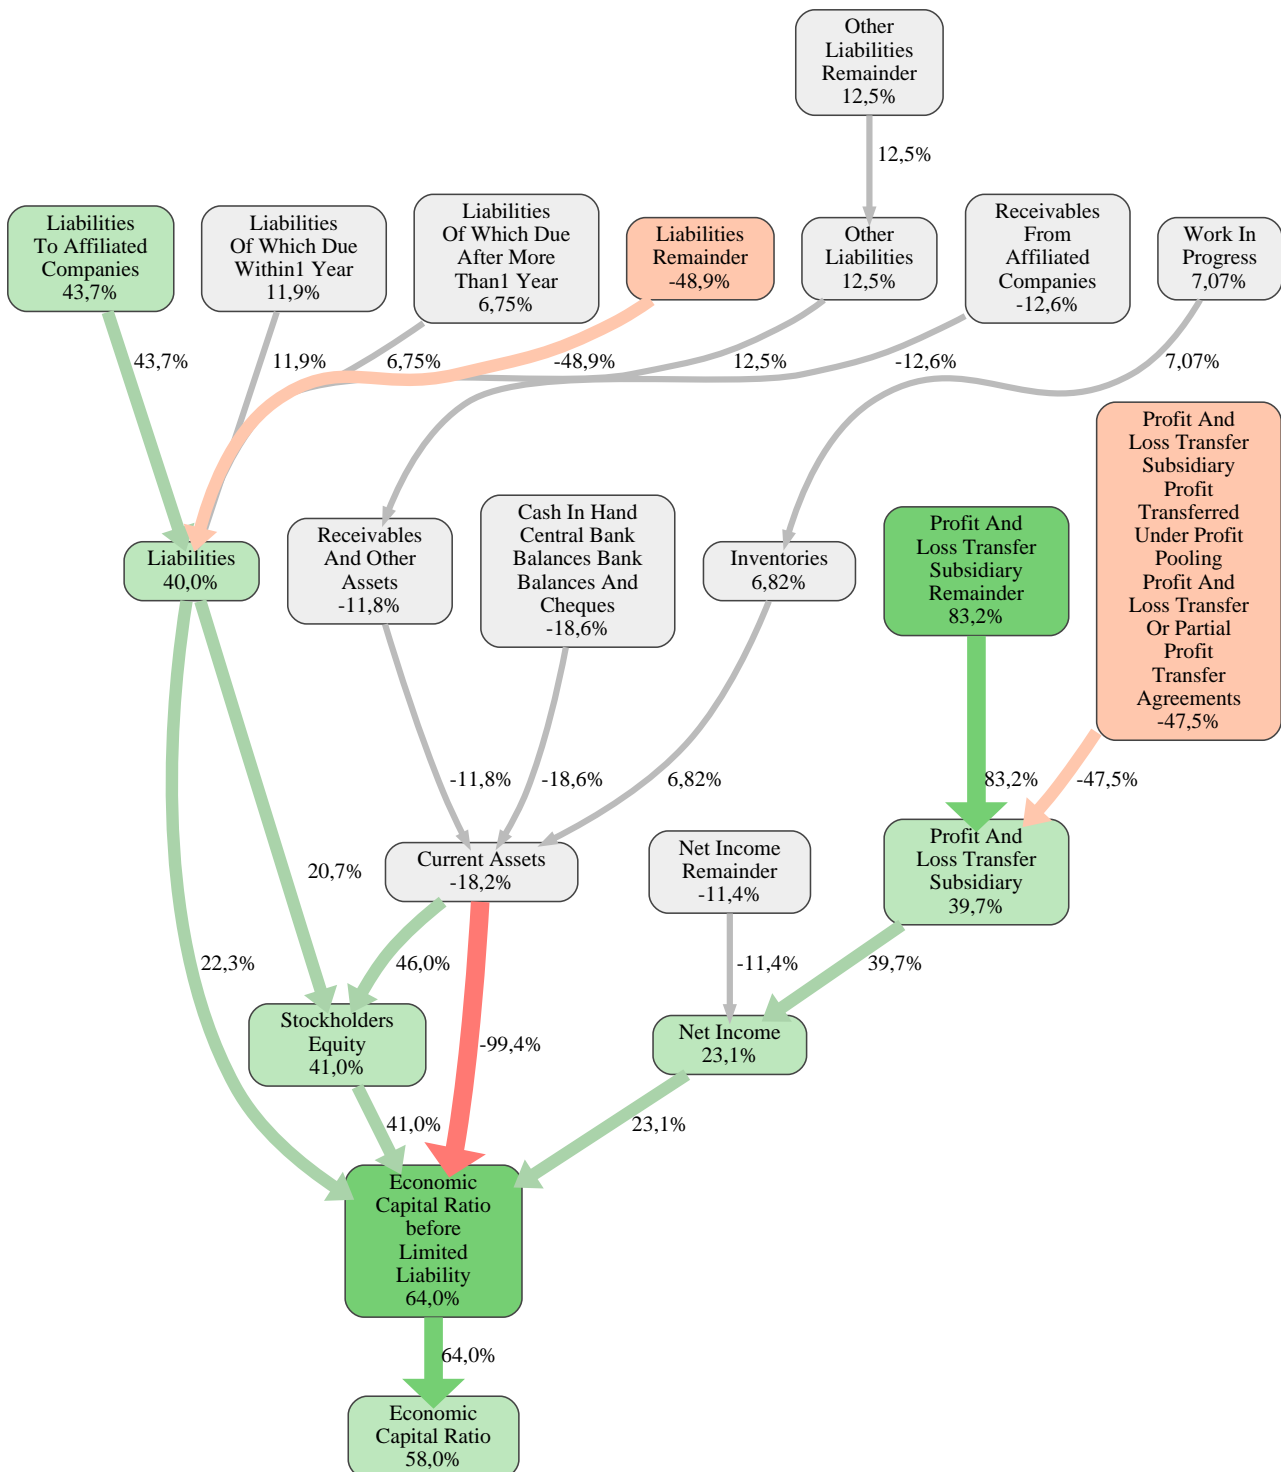 Other
Liabilities
Remainder
12,5%
12,5%
Liabilities
To Affiliated
Companies
43,7%
Liabilities
Of Which Due
Within1 Year
11,9%
Liabilities
Of Which Due
After More
Than1 Year
6,75%
Liabilities
Remainder
-48,9%
Other
Liabilities
12,5%
Receivables
From
Affiliated
Companies
-12,6%
Work In
Progress
7,07%
43,7%
11,9%
6,75%
-48,9%
12,5%
-12,6%
7,07%
Profit And
Loss Transfer
Subsidiary
Profit
Transferred
Under Profit
Pooling
Profit And
Loss Transfer
Or Partial
Profit
Transfer
Agreements
-47,5%
Liabilities
40,0%
Receivables
And Other
Assets
-11,8%
Cash In Hand
Central Bank
Balances Bank
Balances And
Cheques
-18,6%
Inventories
6,82%
Profit And
Loss Transfer
Subsidiary
Remainder
83,2%
-11,8%
-18,6%
6,82%
83,2%
-47,5%
Current Assets
-18,2%
Net Income
Remainder
-11,4%
Profit And
Loss Transfer
Subsidiary
39,7%
20,7%
22,3%
46,0%
-11,4%
39,7%
Stockholders
Equity
41,0%
-99,4%
Net Income
23,1%
41,0%
23,1%
Economic
Capital Ratio
before
Limited
Liability
64,0%
64,0%
Economic
Capital Ratio
58,0%